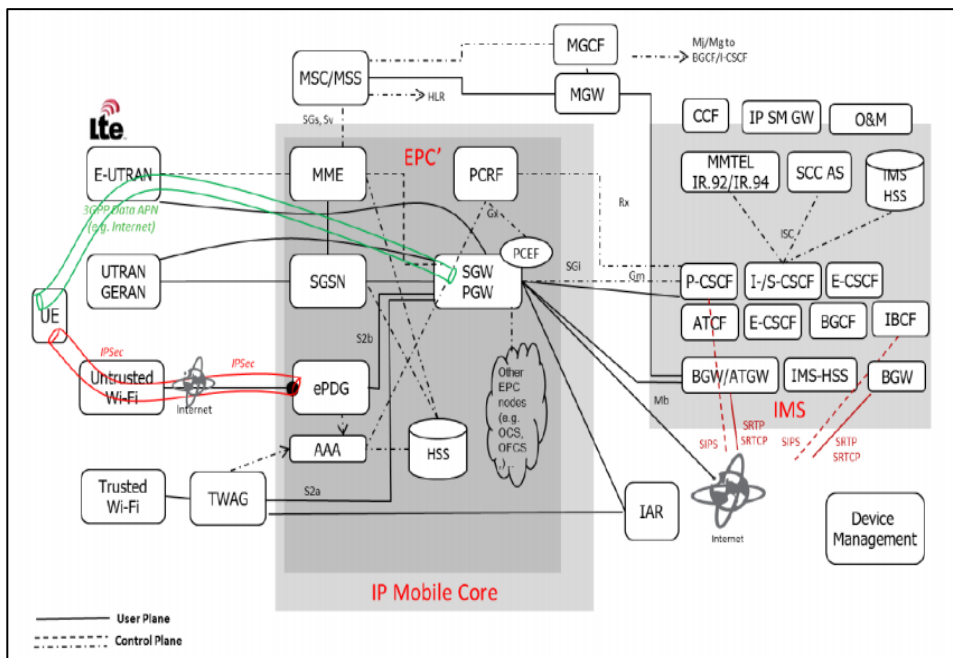 MGCF
Mj/Mg to
BGCF/I-CSCF
MSC/MSS
HLR
MGW
SGs, Sv
CCF
IP SM GW
O&M
Lte
EPC'
E-UTRAN
MME
PCRF
MMTEL
IR.92/IR.94
SCC AS
IMS
HSS
3GPP Data APN
(e.g. Internet)
Gx
Rx
ISC
PCEF
UTRAN
GERAN
SGSN
SGW
PGW
SGi
Gm
P-CSCF
I-/S-CSCF
E-CSCF
UE
ATCF
E-CSCF
BGCF
IBCF
IPSec
IPSec
S2b
Untrusted
Wi-Fi
Internet
ePDG
Other
EPC
nodes
(e.g.
OCS,
OFCS
BGW/ATGW
IMS-HSS
BGW
Mb
IMS
AAA
HSS
SIPS
SRTP
SRTCP
SIPS
SRTP
SRTCP
Trusted
Wi-Fi
TWAG
S2a
IAR
Internet
Device
Management
IP Mobile Core
User Plane
Control Plane